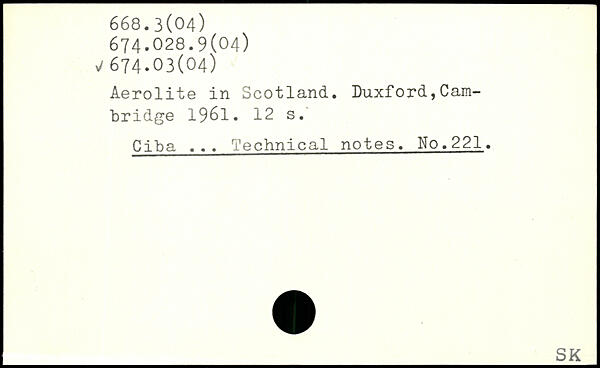 668.3(04)
674.028.9(04)
✓ 674.03(04)
Aerolite in Scotland. Duxford,Cam-
bridge 1961. 12 s.
Ciba ... Technical notes. No.221.
SK